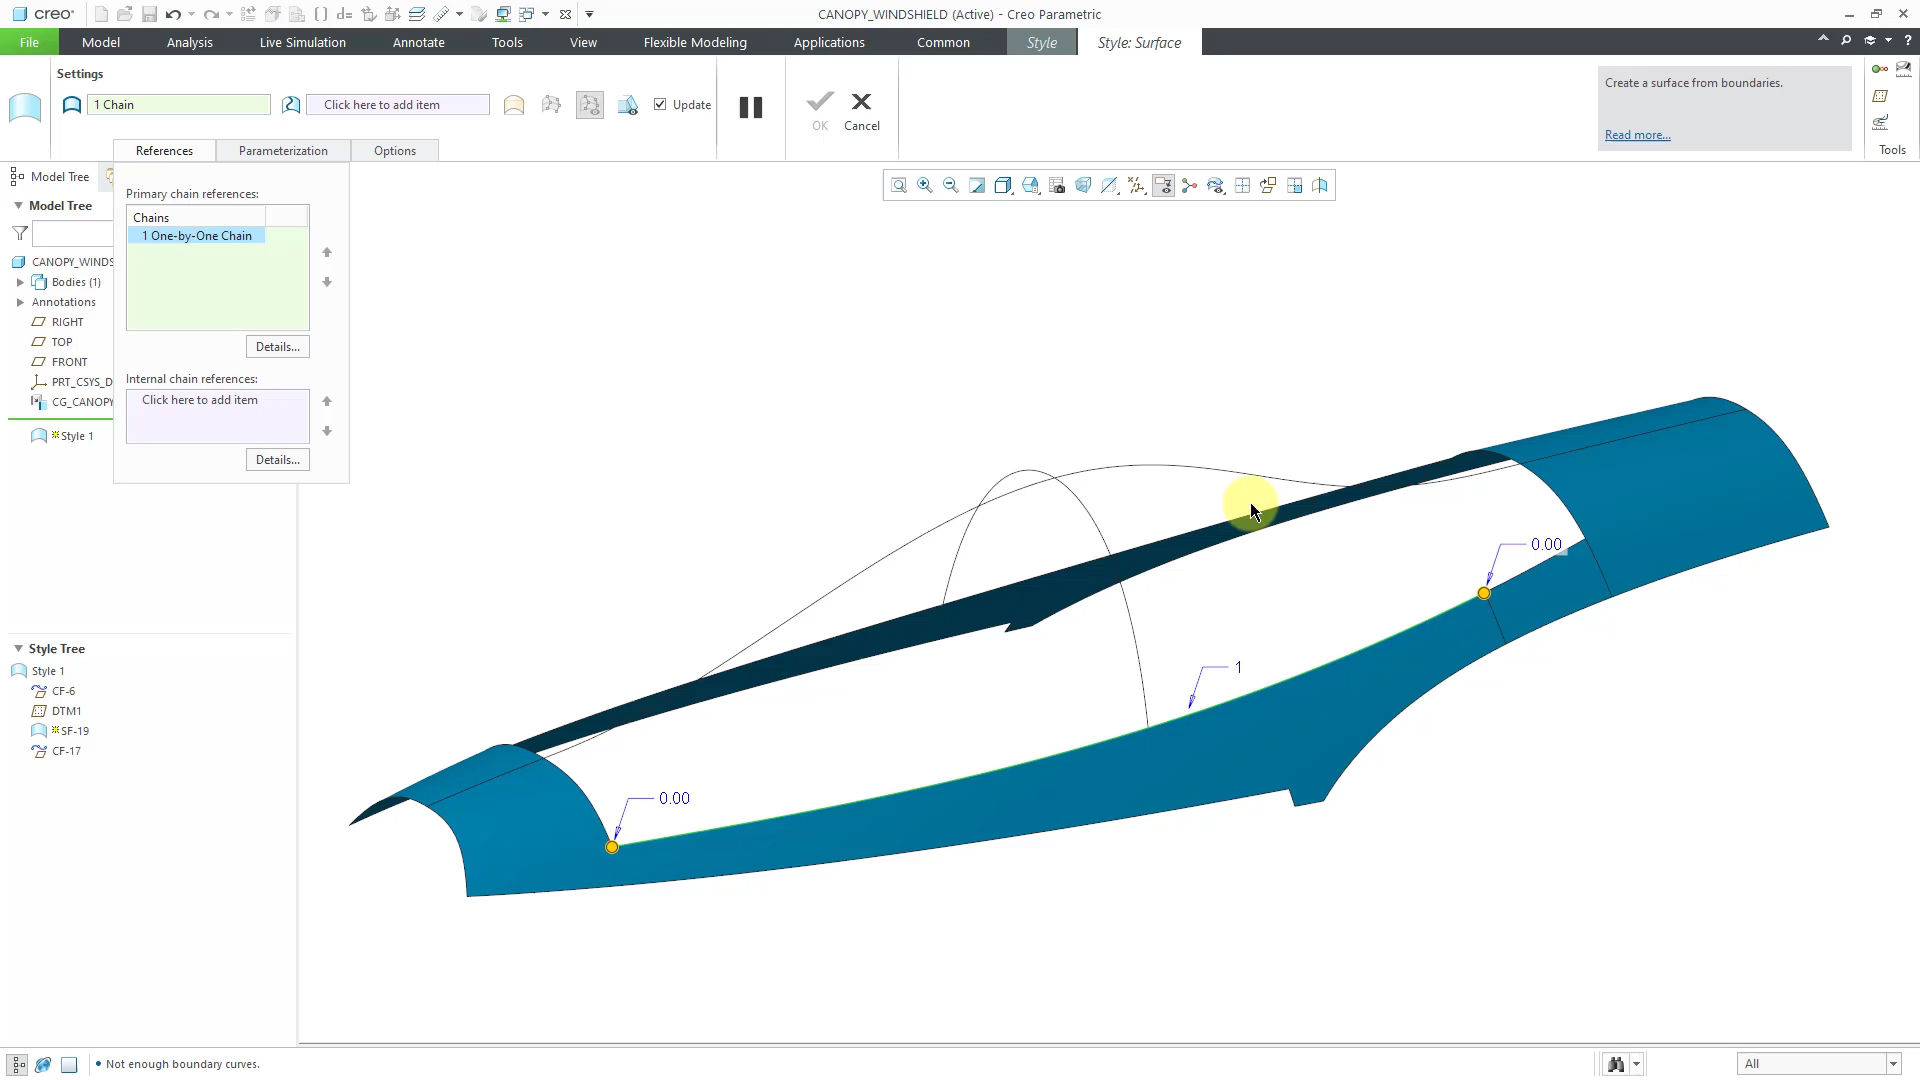 creo
CANOPY_WINDSHIELD (Active) - Creo Parametric
File
Model
Analysis
Live Simulation
Annotate
Tools
View
Flexible Modeling
Applications
Common
Style
Style: Surface
Settings
1 Chain
Click here to add item
Update
OK
Cancel
Create a surface from boundaries.
Read more...
Tools
References
Parameterization
Options
Model Tree
Model Tree
CANOPY_WINDS
Bodies (1)
Annotations
RIGHT
TOP
FRONT
PRT_CSYS_D
CG_CANOPY
Style 1
Primary chain references:
Chains
1 One-by-One Chain
Details...
Internal chain references:
Click here to add item
Details...
0.00
1
0.00
Style Tree
Style 1
CF-6
DTM1
SF-19
CF-17
• Not enough boundary curves.
All